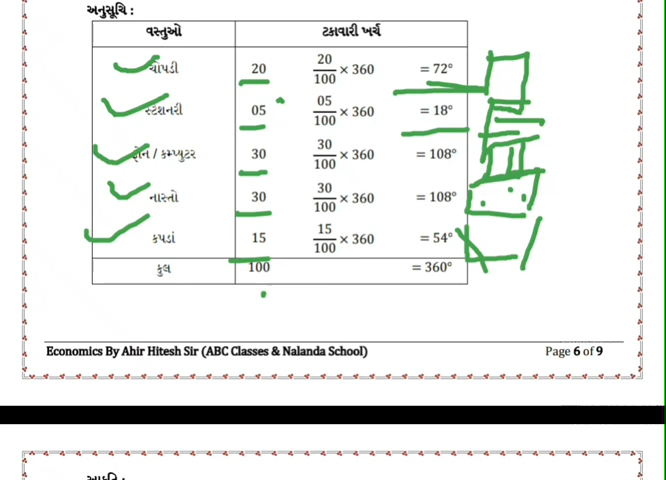 અનુસૂચિ :
વસ્તુઓ ટકાવારી ખર્ચ
ચોપડી 20 20/100 × 360 = 72°
સ્ટેશનરી 05 05/100 × 360 = 18°
ફોન / કમ્પ્યુટર 30 30/100 × 360 = 108°
નાસ્તો 30 30/100 × 360 = 108°
કપડાં 15 15/100 × 360 = 54°
કુલ 100 = 360°
Economics By Ahir Hitesh Sir (ABC Classes & Nalanda School) Page 6 of 9